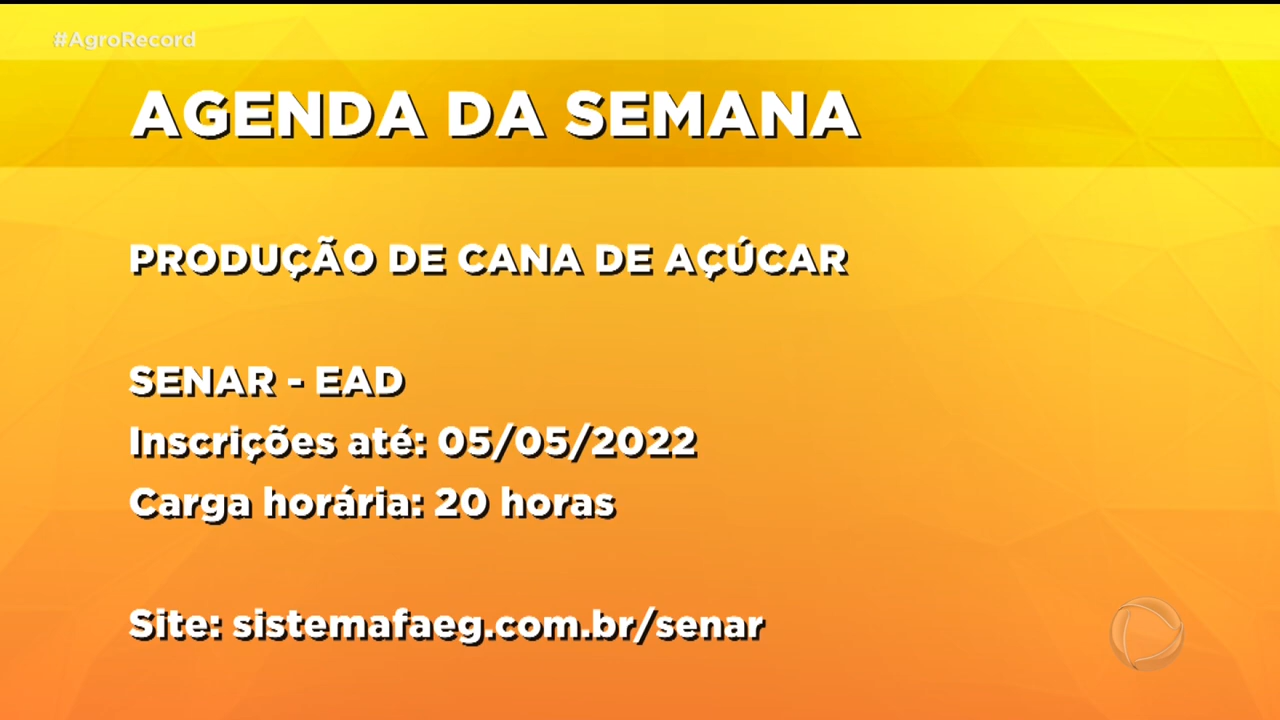 #AgroRecord
AGENDA DA SEMANA
PRODUÇÃO DE CANA DE AÇÚCAR
SENAR - EAD
Inscrições até: 05/05/2022
Carga horária: 20 horas
Site: sistemafaeg.com.br/senar